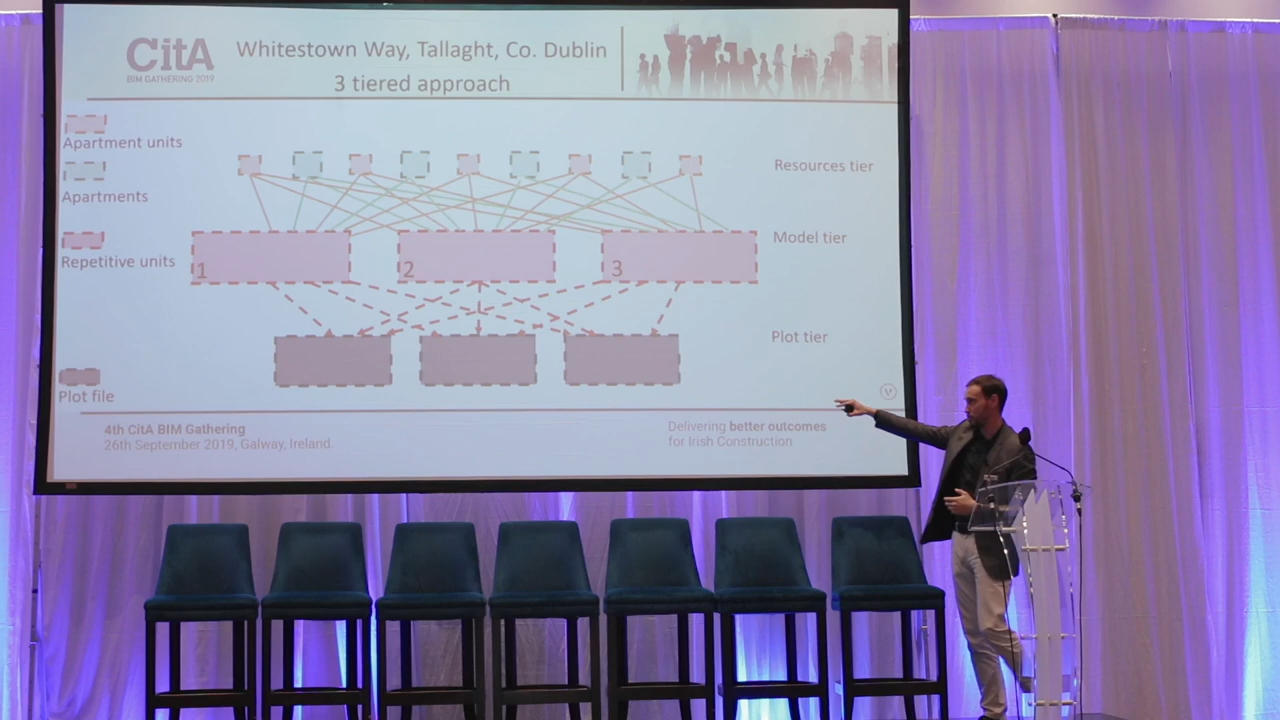 CitA
BIM GATHERING 2019
Whitestown Way, Tallaght, Co. Dublin
3 tiered approach
Apartment units
Apartments
Repetitive units
Plot file
Resources tier
1
2
3
Model tier
Plot tier
V
4th CitA BIM Gathering
26th September 2019, Galway, Ireland.
Delivering better outcomes
for Irish Construction